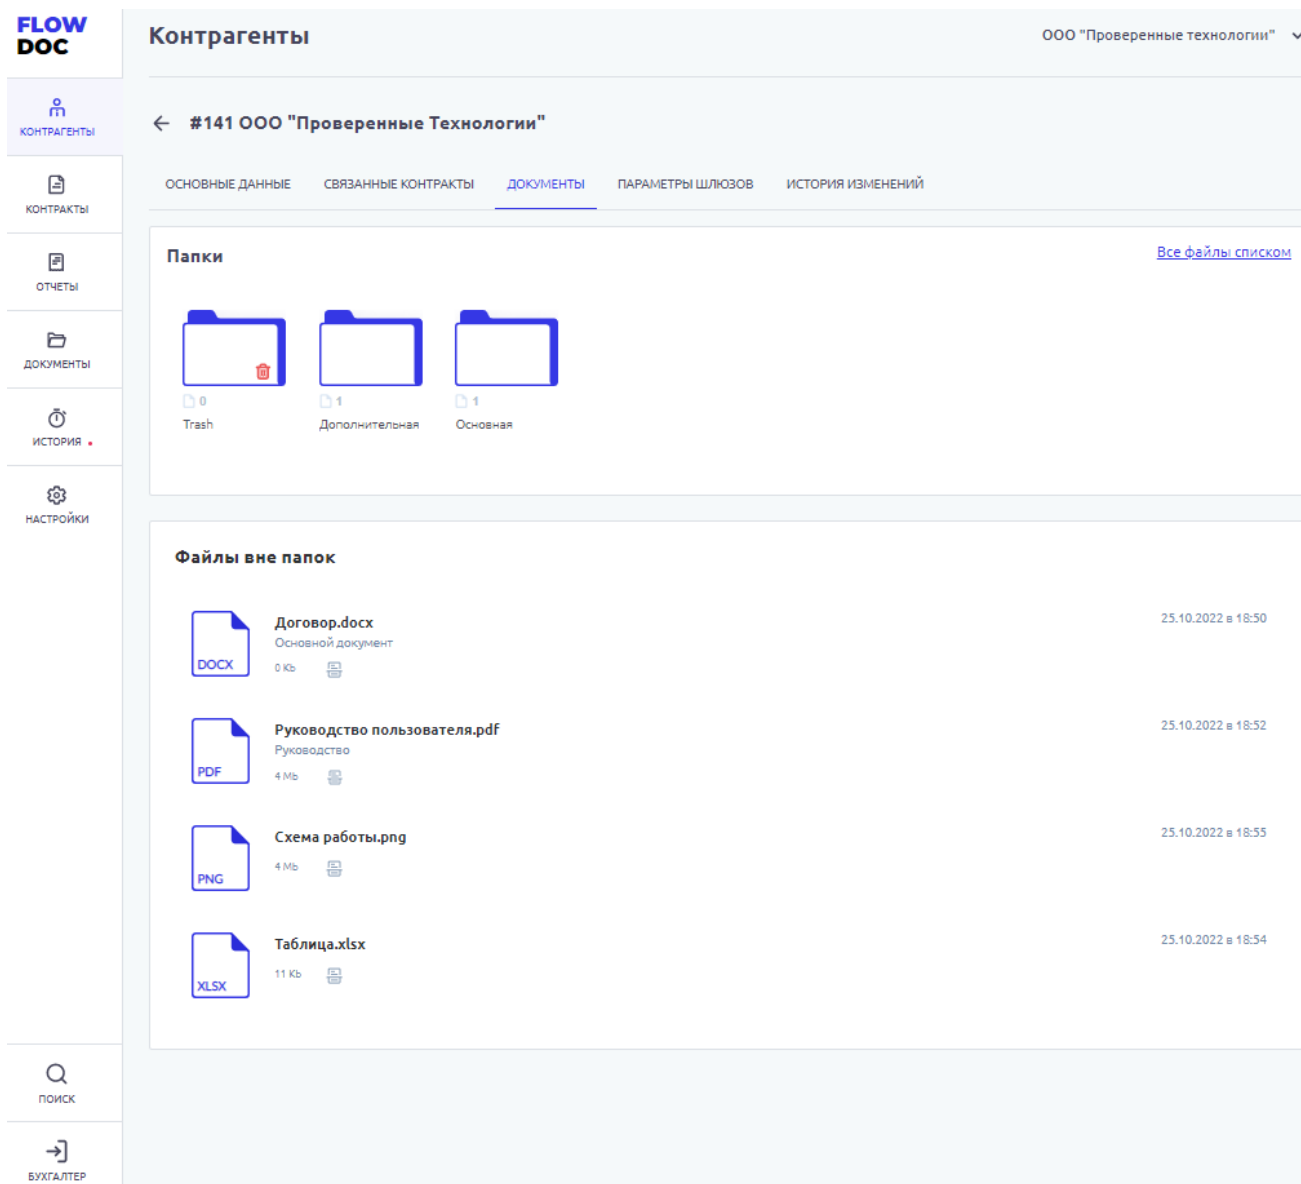 FLOW
DOC
Контрагенты
ООО "Проверенные технологии"
КОНТРАГЕНТЫ
КОНТРАКТЫ
ОТЧЕТЫ
ДОКУМЕНТЫ
ИСТОРИЯ
НАСТРОЙКИ
ПОИСК
БУХГАЛТЕР
#141 ООО "Проверенные Технологии"
ОСНОВНЫЕ ДАННЫЕ СВЯЗАННЫЕ КОНТРАКТЫ ДОКУМЕНТЫ ПАРАМЕТРЫ ШЛЮЗОВ ИСТОРИЯ ИЗМЕНЕНИЙ
Папки
Все файлы списком
0 1 1
Trash Дополнительная Основная
Файлы вне папок
DOCX
Договор.docx
25.10.2022 в 18:50
Основной документ
0 Kb
PDF
Руководство пользователя.pdf
25.10.2022 в 18:52
Руководство
4 Mb
PNG
Схема работы.png
25.10.2022 в 18:55
4 Mb
XLSX
Таблица.xlsx
25.10.2022 в 18:54
11 Kb